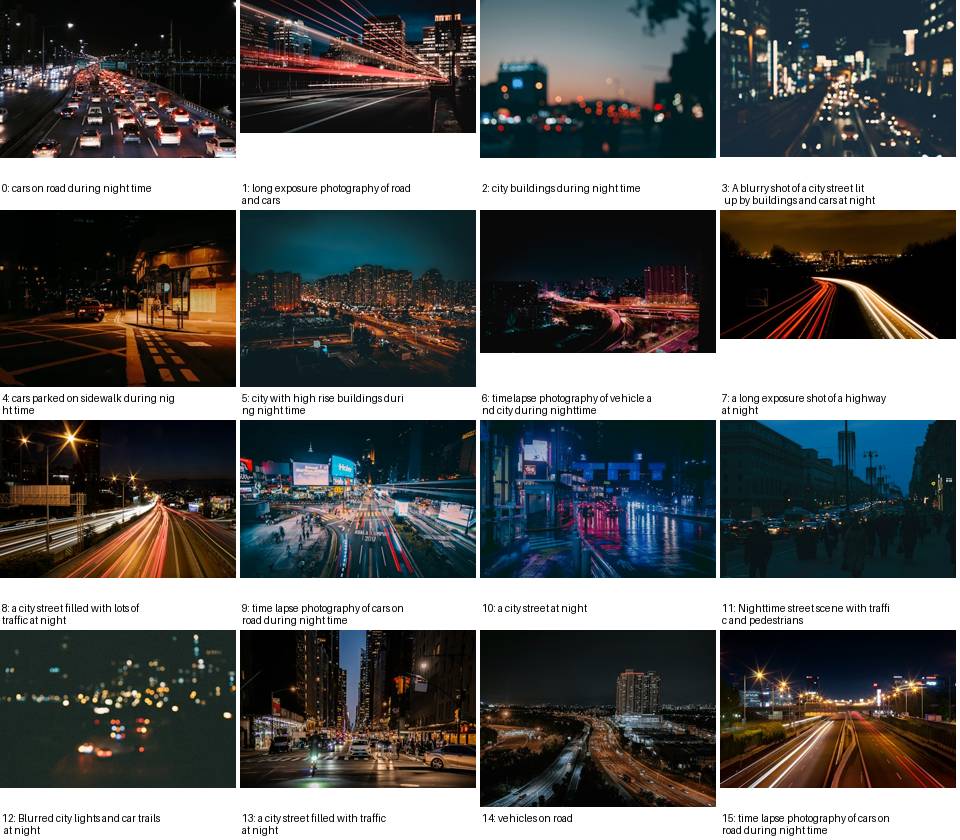 0: cars on road during night time
1: long exposure photography of road
and cars
2: city buildings during night time
3: A blurry shot of a city street lit
up by buildings and cars at night
Haier
4: cars parked on sidewalk during nig
ht time
5: city with high rise buildings duri
ng night time
6: timelapse photography of vehicle a
nd city during nighttime
7: a long exposure shot of a highway
at night
8: a city street filled with lots of
traffic at night
9: time lapse photography of cars on
road during night time
10: a city street at night
11: Nighttime street scene with traffi
c and pedestrians
12: Blurred city lights and car trails
at night
13: a city street filled with traffic
at night
14: vehicles on road
15: time lapse photography of cars on
road during night time